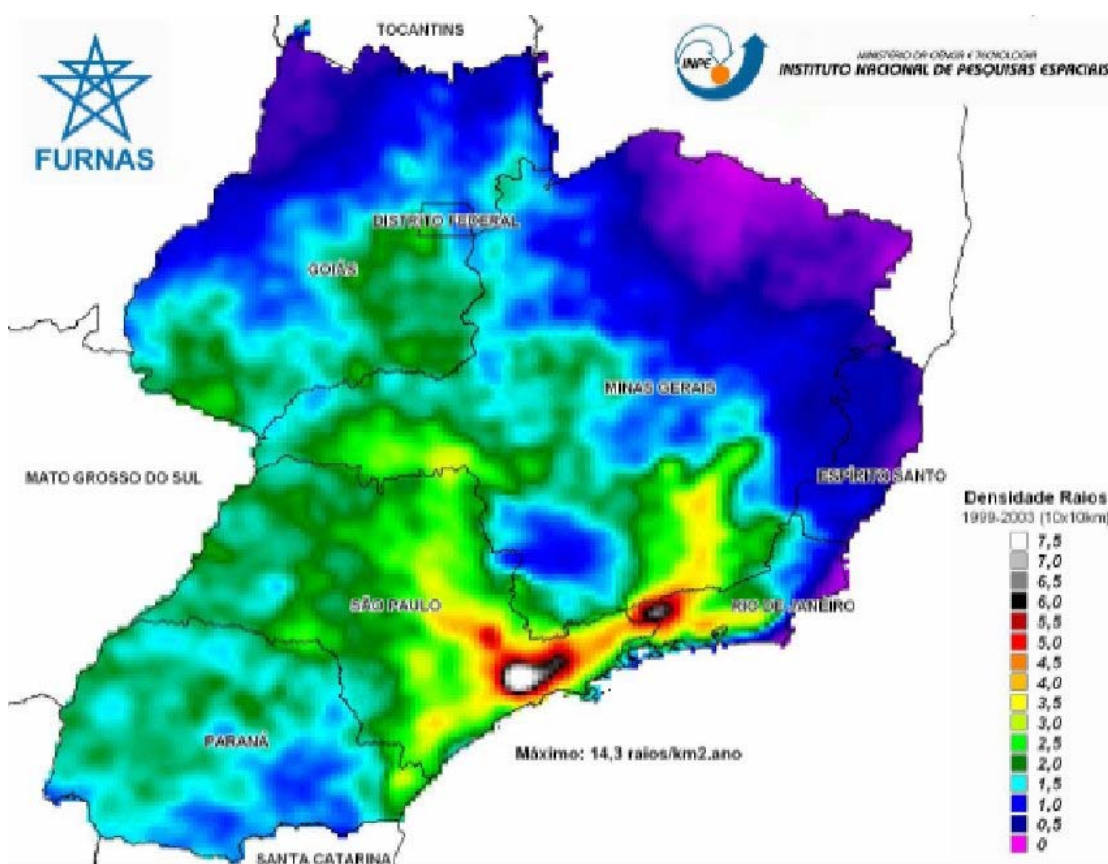 TOCANTINS
FURNAS
INPE
MINISTÉRIO DA CIÊNCIA E TECNOLOGIA
INSTITUTO NACIONAL DE PESQUISAS ESPACIAIS
DISTRITO FEDERAL
GOIÁS
MINAS GERAIS
MATO GROSSO DO SUL
ESPÍRITO SANTO
SÃO PAULO
RIO DE JANEIRO
PARANÁ
Máximo: 14,3 raios/km2.ano
SANTA CATARINA
Densidade Raios
1999-2003 (10x10km)
7,5
7,0
6,5
6,0
5,5
5,0
4,5
4,0
3,5
3,0
2,5
2,0
1,5
1,0
0,5
0